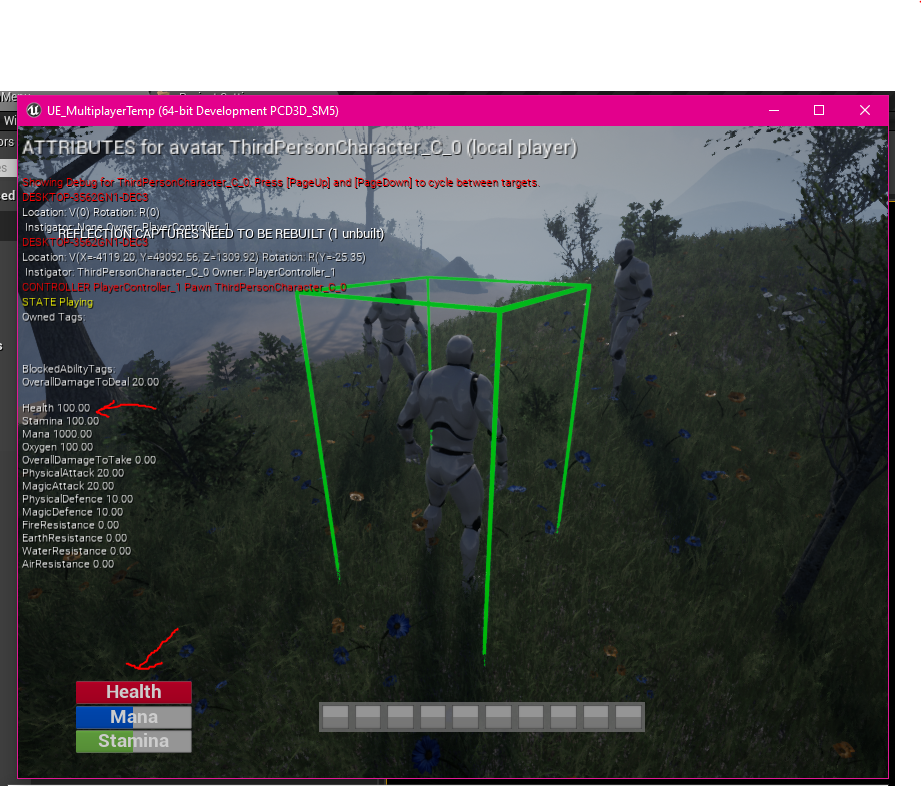 UE_MultiplayerTemp (64-bit Development PCD3D_SM5)
ATTRIBUTES for avatar ThirdPersonCharacter_C_0 (local player)
Showing Debug for ThirdPersonCharacter_C_0. Press [PageUp] and [PageDown] to cycle between targets.
DESKTOP-3562GN1-DEC3
Location: V(0) Rotation: R(0)
Instigator: None Owner: PlayerController_1
REFLECTION CAPTURES NEED TO BE REBUILT (1 unbuilt)
DESKTOP-3562GN1-DEC3
Location: V(X=-4119.20, Y=49092.56, Z=1309.92) Rotation: R(Y=-25.35)
Instigator: ThirdPersonCharacter_C_0 Owner: PlayerController_1
CONTROLLER PlayerController_1 Pawn ThirdPersonCharacter_C_0
STATE Playing
Owned Tags:
BlockedAbilityTags:
OverallDamageToDeal 20.00
Health 100.00
Stamina 100.00
Mana 1000.00
Oxygen 100.00
OverallDamageToTake 0.00
PhysicalAttack 20.00
MagicAttack 20.00
PhysicalDefence 10.00
MagicDefence 10.00
FireResistance 0.00
EarthResistance 0.00
WaterResistance 0.00
AirResistance 0.00
Health
Mana
Stamina